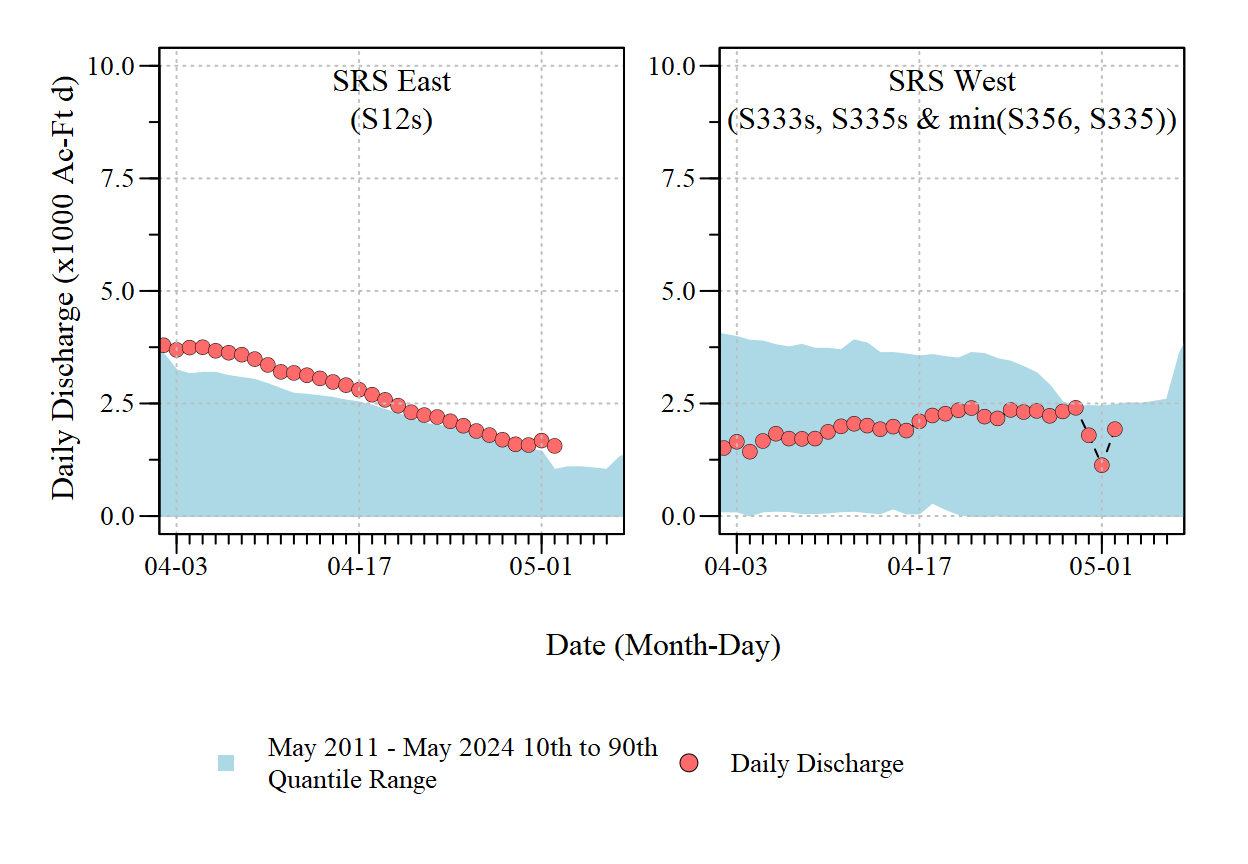 Daily Discharge (x1000 Ac-Ft d)
SRS East
(S12s)
10.0
7.5
5.0
2.5
0.0
04-03
04-17
05-01
SRS West
(S333s, S335s & min(S356, S335))
10.0
7.5
5.0
2.5
0.0
04-03
04-17
05-01
Date (Month-Day)
May 2011 - May 2024 10th to 90th
Quantile Range
Daily Discharge